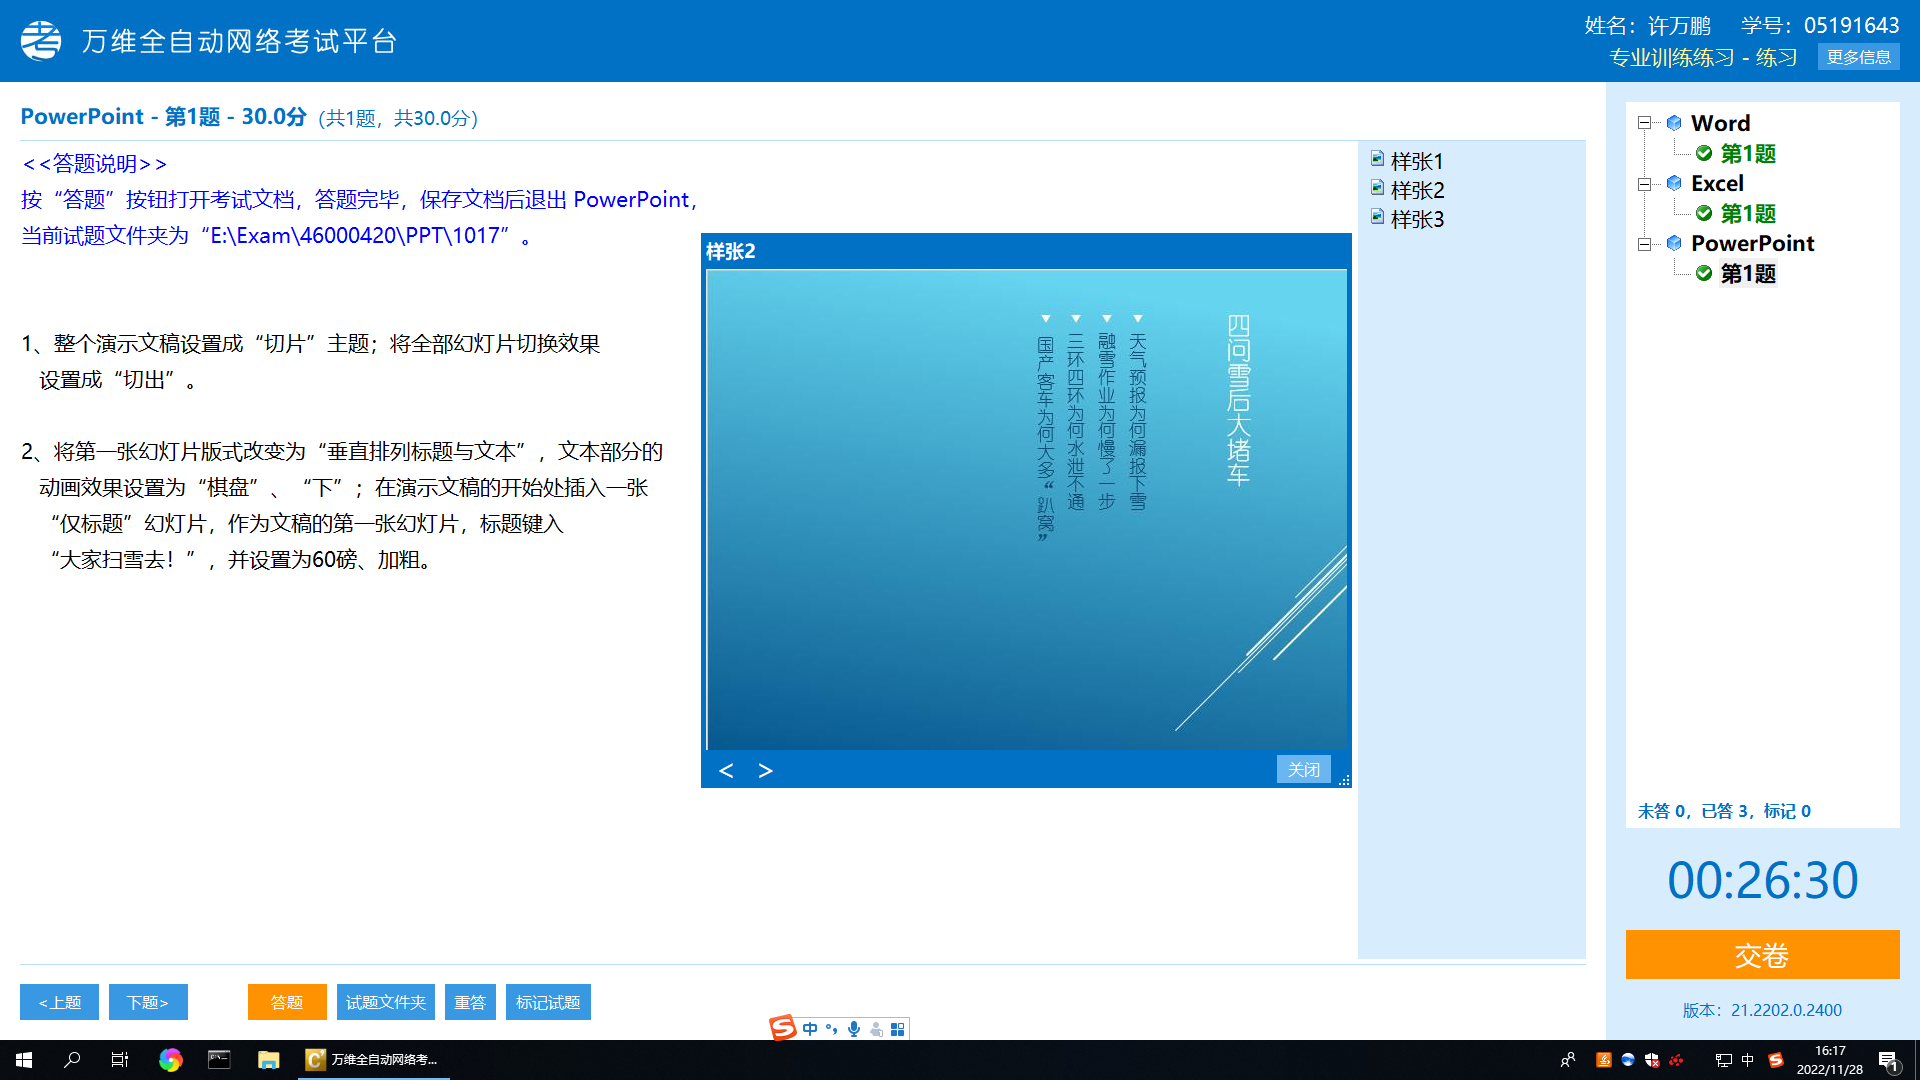 万维全自动网络考试平台
姓名：许万鹏 学号：05191643
专业训练练习 - 练习 更多信息
PowerPoint - 第1题 - 30.0分 (共1题，共30.0分)
<<答题说明>>
按“答题”按钮打开考试文档，答题完毕，保存文档后退出 PowerPoint，
当前试题文件夹为“E:\Exam\46000420\PPT\1017”。
1、整个演示文稿设置成“切片”主题；将全部幻灯片切换效果
设置成“切出”。
2、将第一张幻灯片版式改变为“垂直排列标题与文本”，文本部分的
动画效果设置为“棋盘”、“下”；在演示文稿的开始处插入一张
“仅标题”幻灯片，作为文稿的第一张幻灯片，标题键入
“大家扫雪去！”，并设置为60磅、加粗。
样张2
四问雪后大堵车
天气预报为何漏报下雪
融雪作业为何慢了一步
三环四环为何水泄不通
国产客车为何大多“趴窝”
< >
关闭
样张1
样张2
样张3
Word
第1题
Excel
第1题
PowerPoint
第1题
未答 0，已答 3，标记 0
00:26:30
交卷
版本：21.2202.0.2400
<上题
下题>
答题
试题文件夹
重答
标记试题
中
万维全自动网络考...
中
16:17
2022/11/28
1